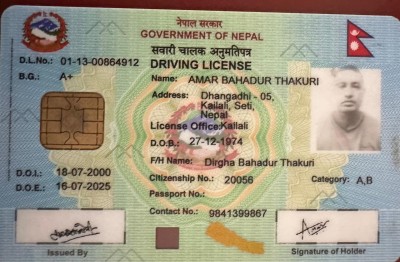 नेपाल सरकार
GOVERNMENT OF NEPAL
सवारी चालक अनुमतिपत्र
DRIVING LICENSE
D.L.No.: 01-13-00864912
B.G.: A+
Name: AMAR BAHADUR THAKURI
Address: Dhangadhi - 05,
Kailali, Seti,
Nepal
License Office: Kailali
D.O.B.: 27-12-1974
F/H Name: Dirgha Bahadur Thakuri
D.O.I.: 18-07-2000
D.O.E.: 16-07-2025
Citizenship No.: 20056
Category: A,B
Passport No.:
Contact No.: 9841399867
Issued By
Signature of Holder